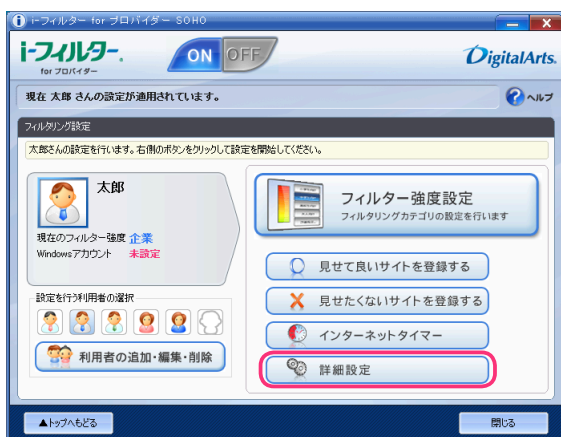 i-フィルター for プロバイダー SOHO
i-フィルター®
for プロバイダー
ON OFF
DigitalArts.
現在 太郎 さんの設定が適用されています。
ヘルプ
フィルタリング設定
太郎さんの設定を行います。右側のボタンをクリックして設定を開始してください。
太郎
現在のフィルター強度 企業
Windowsアカウント 未設定
フィルター強度設定
フィルタリングカテゴリの設定を行います
見せて良いサイトを登録する
見せたくないサイトを登録する
インターネットタイマー
詳細設定
設定を行う利用者の選択
利用者の追加・編集・削除
▲トップへもどる
閉じる